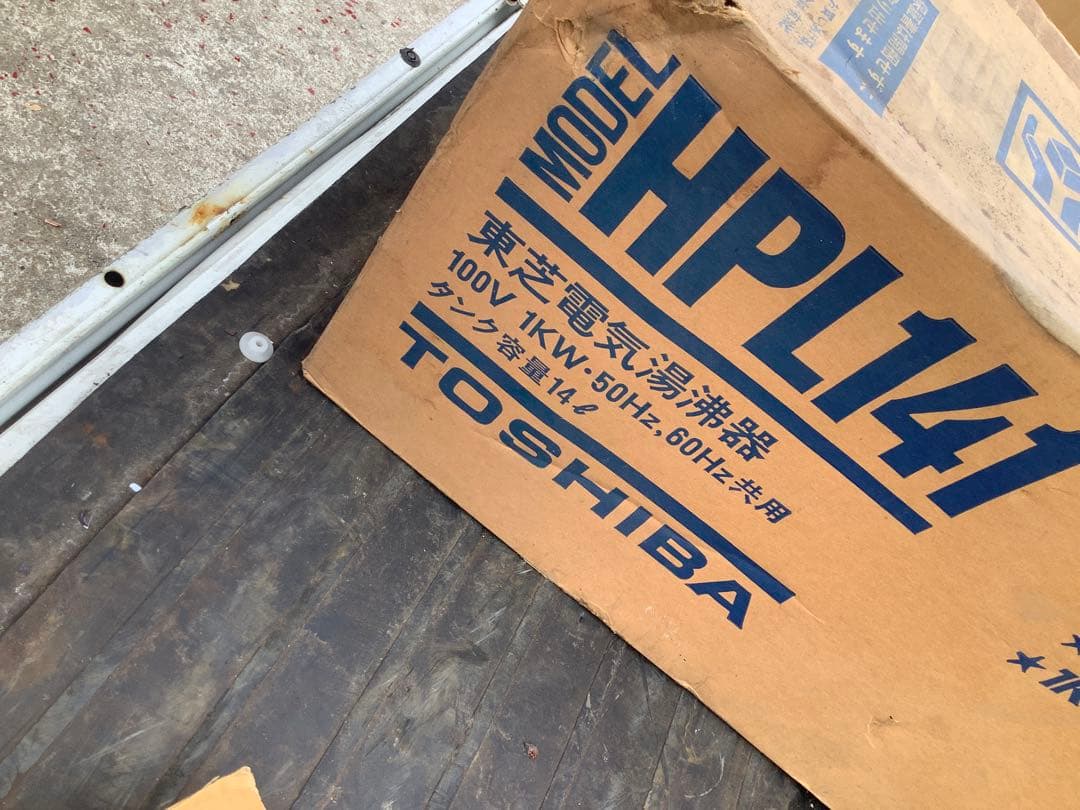 MODEL HPL141
東芝電気湯沸器
100V 1KW・50Hz,60Hz共用
タンク容量14ℓ
TOSHIBA